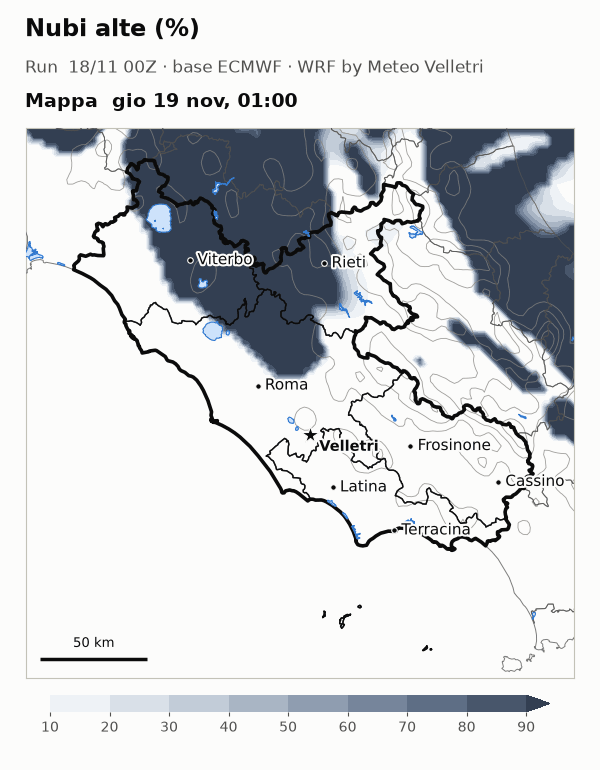 Nubi alte (%)
Run  18/11 00Z · base ECMWF · WRF by Meteo Velletri
Mappa  gio 19 nov, 01:00
Viterbo
Rieti
Roma
Velletri
Frosinone
Cassino
Latina
Terracina
50 km
10 20 30 40 50 60 70 80 90